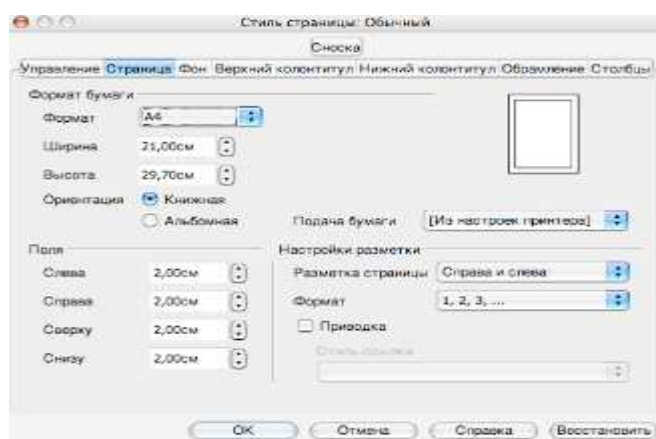 Стиль страницы: Обычный
Сноска
Управление Страница Фон Верхний колонтитул Нижний колонтитул Обрамление Столбцы
Формат бумаги
Формат A4
Ширина 21,00см
Высота 29,70см
Ориентация Книжная
Альбомная Подача бумаги [Из настроек принтера]
Поля Настройки разметки
Слева 2,00см Разметка страницы Справа и слева
Справа 2,00см Формат 1, 2, 3, ...
Сверху 2,00см Приводка
Снизу 2,00см Стиль ссылки
OK Отмена Справка Восстановить